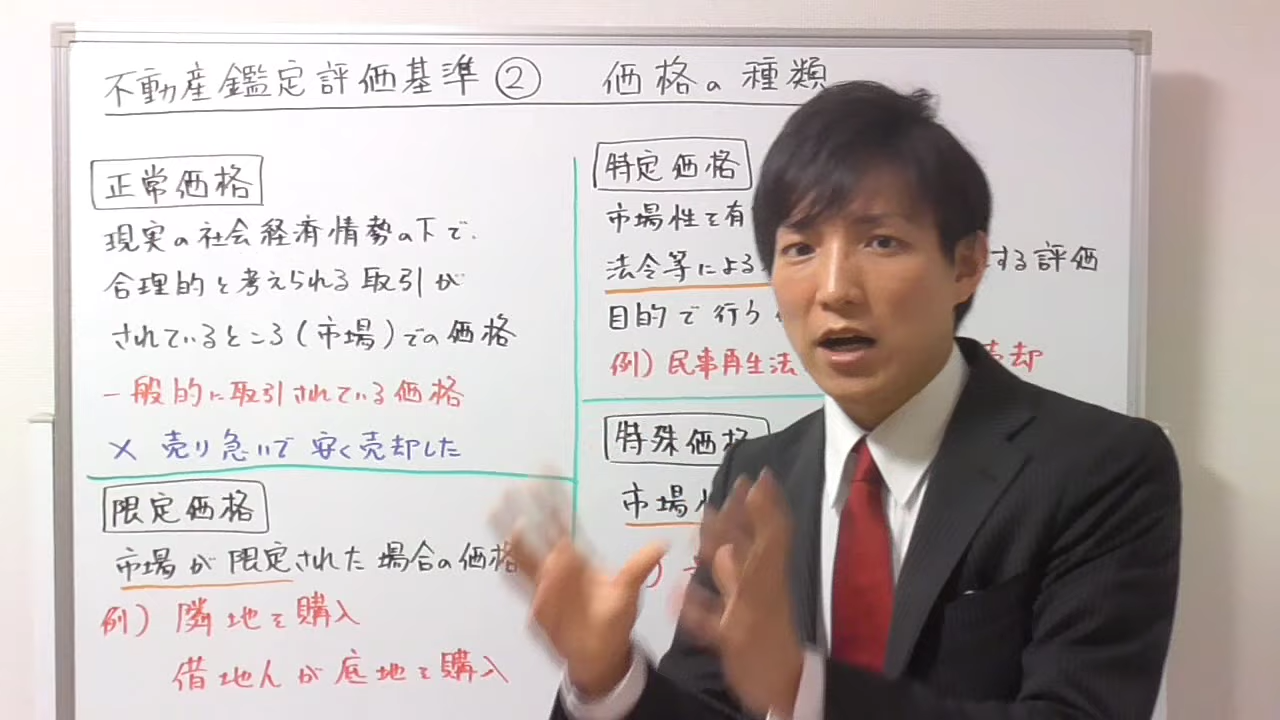 不動産鑑定評価基準② 価格の種類
正常価格
現実の社会経済情勢の下で、
合理的と考えられる取引が
されているところ(市場)での価格
一般的に取引されている価格
× 売り急いで安く売却した
限定価格
市場が限定された場合の価格
例) 隣地を購入
借地人が底地を購入
特定価格
市場性を有
法令等による する評価
目的で行う
例) 民事再生法 売却
特殊価格
市場